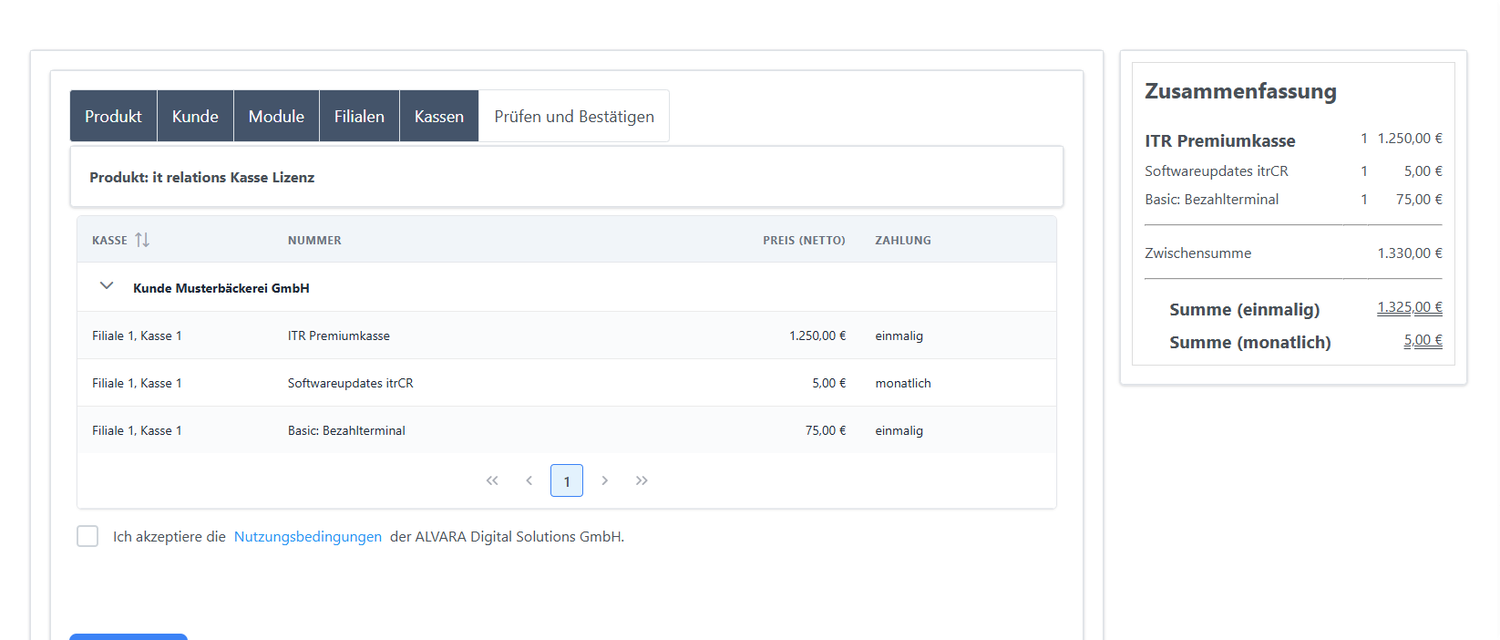 Produkt Kunde Module Filialen Kassen Prüfen und Bestätigen
Produkt: it relations Kasse Lizenz
KASSE NUMMER PREIS (NETTO) ZAHLUNG
Kunde Musterbäckerei GmbH
Filiale 1, Kasse 1 ITR Premiumkasse 1.250,00 € einmalig
Filiale 1, Kasse 1 Softwareupdates itrCR 5,00 € monatlich
Filiale 1, Kasse 1 Basic: Bezahlterminal 75,00 € einmalig
1
Ich akzeptiere die Nutzungsbedingungen der ALVARA Digital Solutions GmbH.
Zusammenfassung
ITR Premiumkasse 1 1.250,00 €
Softwareupdates itrCR 1 5,00 €
Basic: Bezahlterminal 1 75,00 €
Zwischensumme 1.330,00 €
Summe (einmalig) 1.325,00 €
Summe (monatlich) 5,00 €